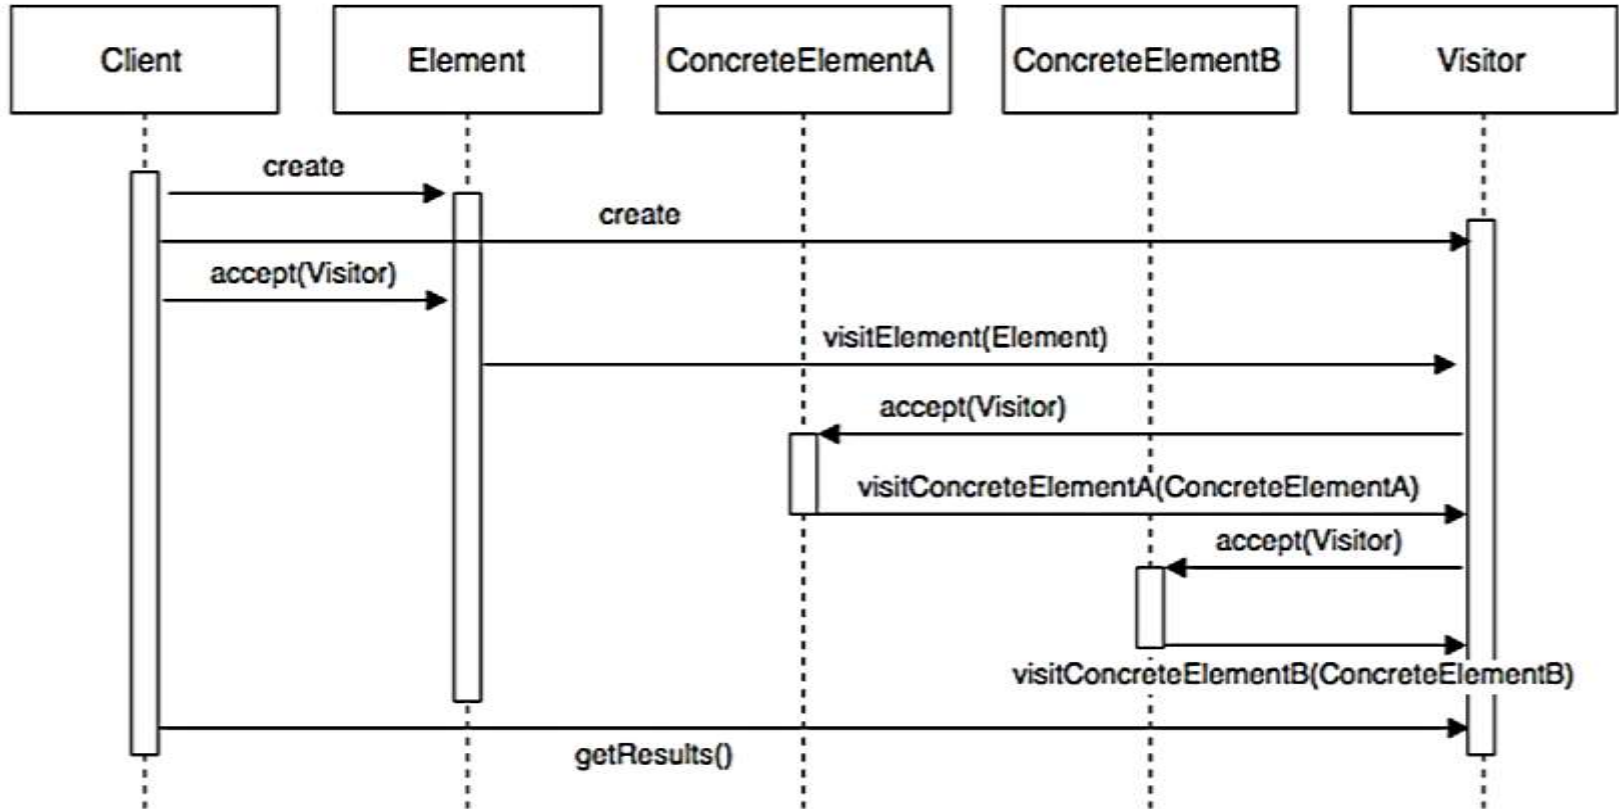 Client
Element
ConcreteElementA
ConcreteElementB
Visitor
create
create
accept(Visitor)
visitElement(Element)
accept(Visitor)
visitConcreteElementA(ConcreteElementA)
accept(Visitor)
visitConcreteElementB(ConcreteElementB)
getResults()